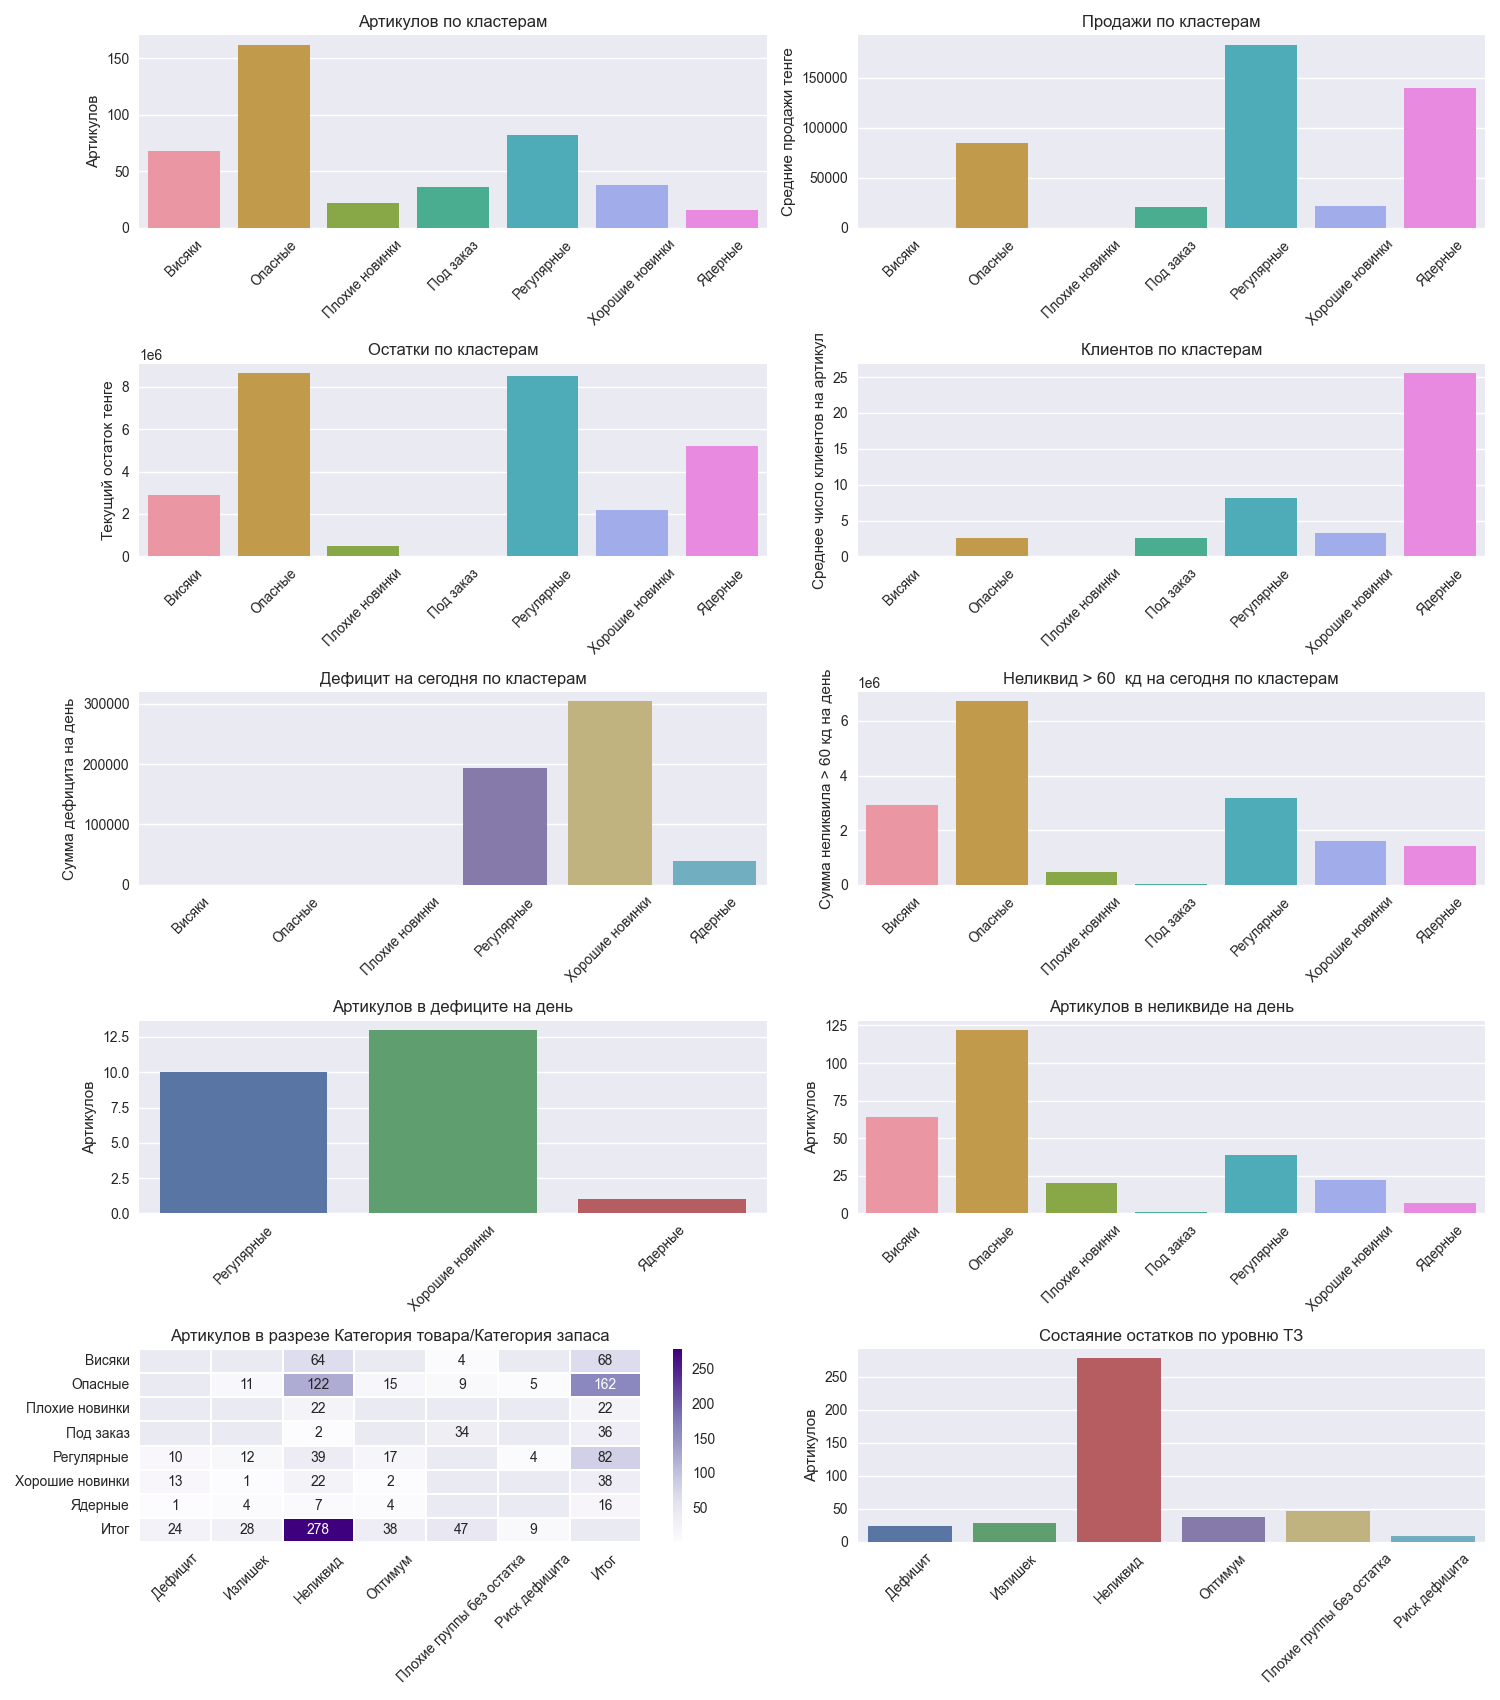 Артикулов по кластерам
Артикулов
150
100
50
0
Висяки
Опасные
Плохие новинки
Под заказ
Регулярные
Хорошие новинки
Ядерные
Продажи по кластерам
Средние продажи тенге
150000
100000
50000
0
Висяки
Опасные
Плохие новинки
Под заказ
Регулярные
Хорошие новинки
Ядерные
Остатки по кластерам
1e6
Текущий остаток тенге
8
6
4
2
0
Висяки
Опасные
Плохие новинки
Под заказ
Регулярные
Хорошие новинки
Ядерные
Клиентов по кластерам
Среднее число клиентов на артикул
25
20
15
10
5
0
Висяки
Опасные
Плохие новинки
Под заказ
Регулярные
Хорошие новинки
Ядерные
Дефицит на сегодня по кластерам
Сумма дефицита на день
300000
200000
100000
0
Висяки
Опасные
Плохие новинки
Регулярные
Хорошие новинки
Ядерные
Неликвид > 60 кд на сегодня по кластерам
1e6
Сумма неликвила > 60 кд на день
6
4
2
0
Висяки
Опасные
Плохие новинки
Под заказ
Регулярные
Хорошие новинки
Ядерные
Артикулов в дефиците на день
Артикулов
12.5
10.0
7.5
5.0
2.5
0.0
Регулярные
Хорошие новинки
Ядерные
Артикулов в неликвиде на день
Артикулов
125
100
75
50
25
0
Висяки
Опасные
Плохие новинки
Под заказ
Регулярные
Хорошие новинки
Ядерные
Артикулов в разрезе Категория товара/Категория запаса
Висяки 64 4 68
Опасные 11 122 15 9 5 162
Плохие новинки 22 22
Под заказ 2 34 36
Регулярные 10 12 39 17 4 82
Хорошие новинки 13 1 22 2 38
Ядерные 1 4 7 4 16
Итог 24 28 278 38 47 9
Дефицит
Излишек
Неликвид
Оптимум
Плохие группы без остатка
Риск дефицита
Итог
250
200
150
100
50
Состаяние остатков по уровню ТЗ
Артикулов
250
200
150
100
50
0
Дефицит
Излишек
Неликвид
Оптимум
Плохие группы без остатка
Риск дефицита